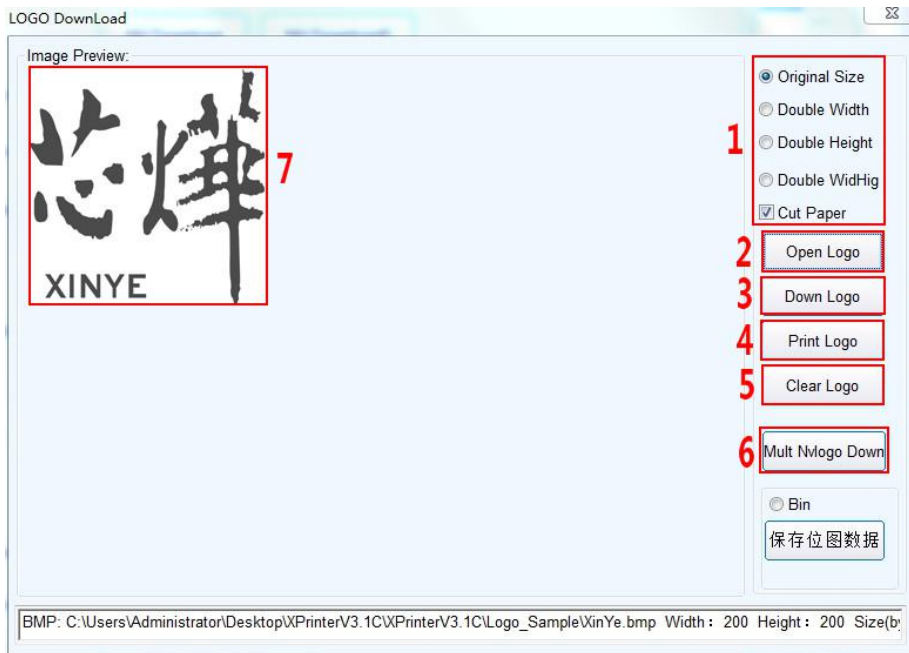 LOGO DownLoad
Image Preview:
芯烨
XINYE
7
1
Original Size
Double Width
Double Height
Double WidHig
Cut Paper
2
Open Logo
3
Down Logo
4
Print Logo
5
Clear Logo
6
Mult Nvlogo Down
Bin
保存位图数据
BMP: C:\Users\Administrator\Desktop\XPrinterV3.1C\XPrinterV3.1C\Logo_Sample\XinYe.bmp Width: 200 Height: 200 Size(by